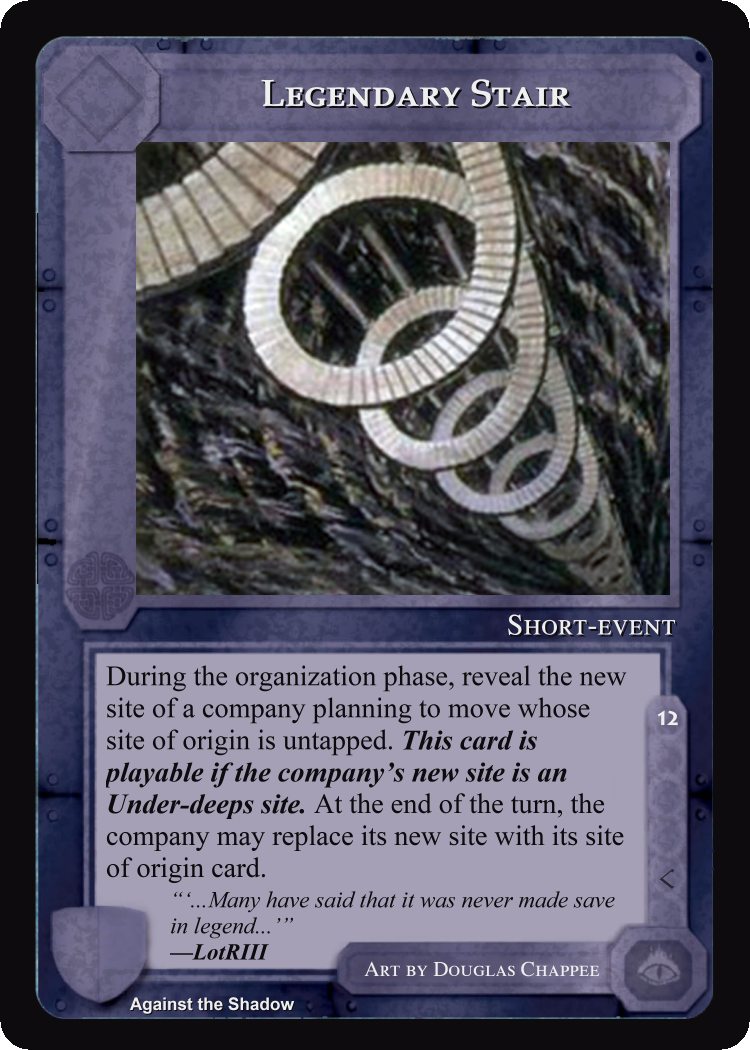 Legendary Stair
Short-event
During the organization phase, reveal the new
site of a company planning to move whose
site of origin is untapped. This card is
playable if the company’s new site is an
Under-deeps site. At the end of the turn, the
company may replace its new site with its site
of origin card.
“‘...Many have said that it was never made save
in legend...’”
—LotRIII
12
Art by Douglas Chappee
Against the Shadow